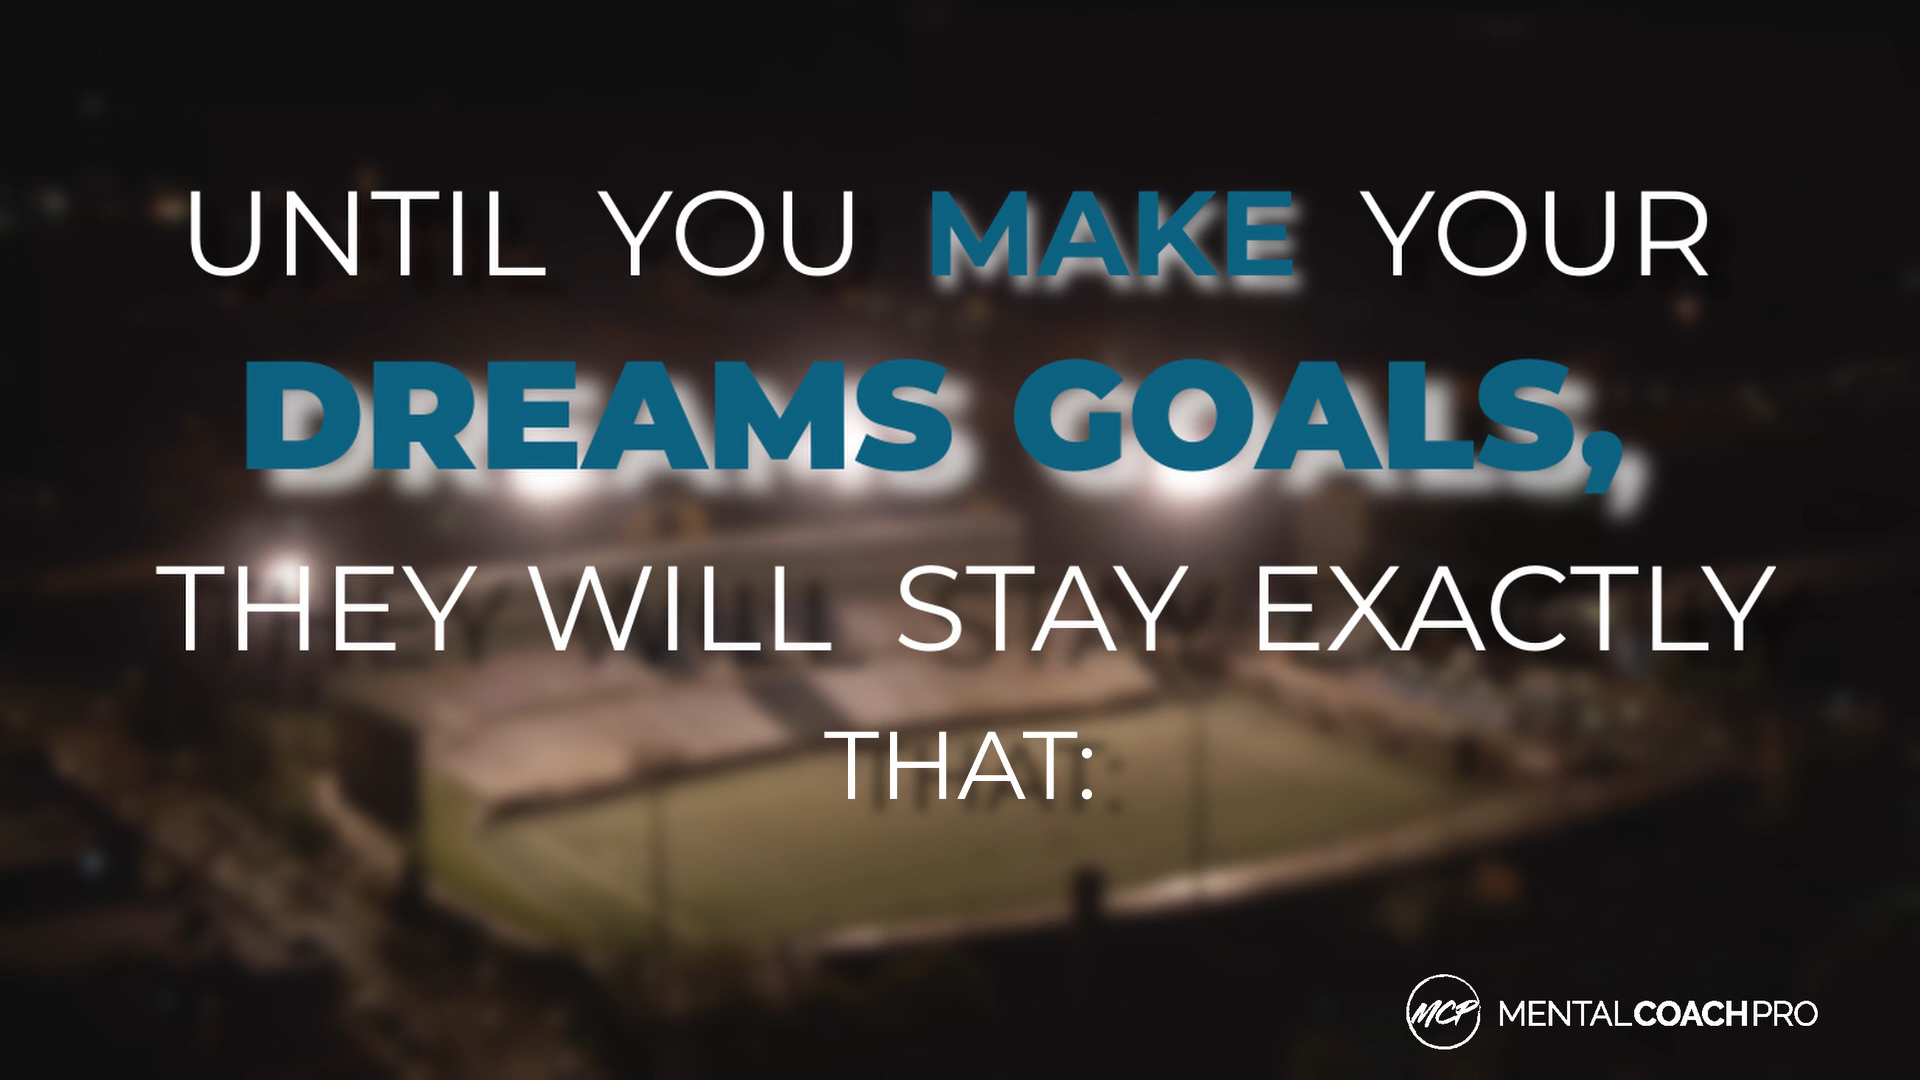 UNTIL YOU MAKE YOUR
DREAMS GOALS,
THEY WILL STAY EXACTLY
THAT:
MCP MENTALCOACHPRO